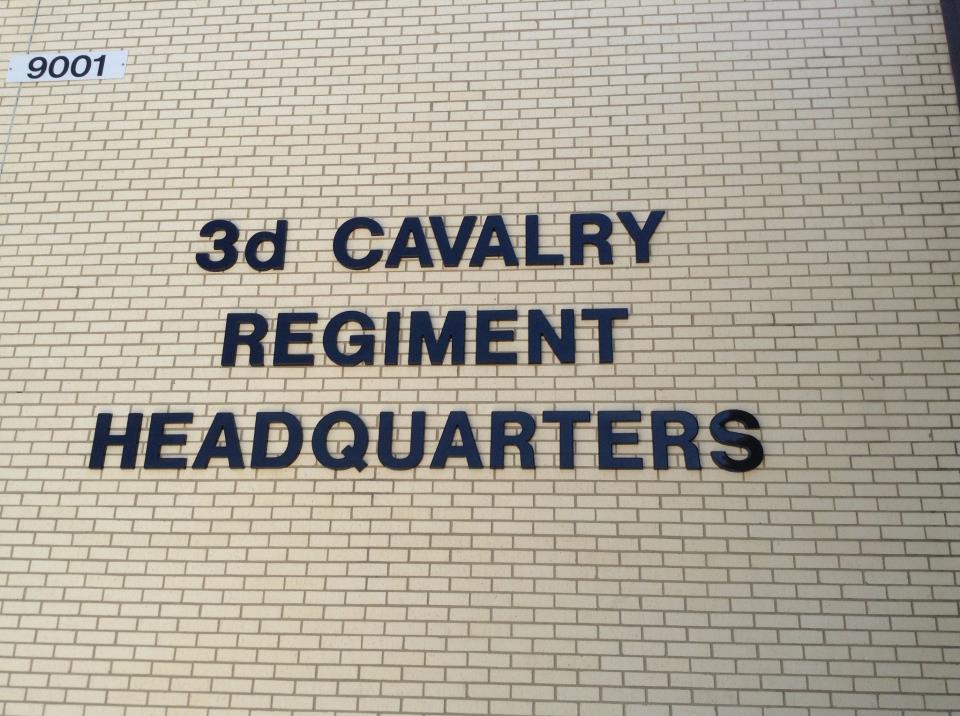 9001
3d CAVALRY
REGIMENT
HEADQUARTERS